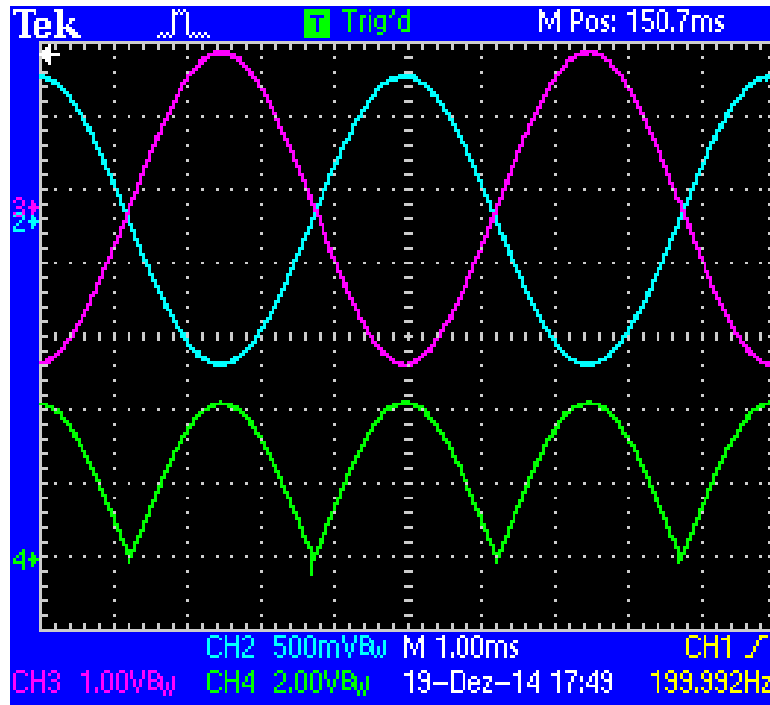 Tek T Trig'd M Pos: 150.7ms
3
2
4
CH2 500mVBw M 1.00ms CH1
CH3 1.00VBw CH4 2.00VBw 19-Dez-14 17:49 199.992Hz